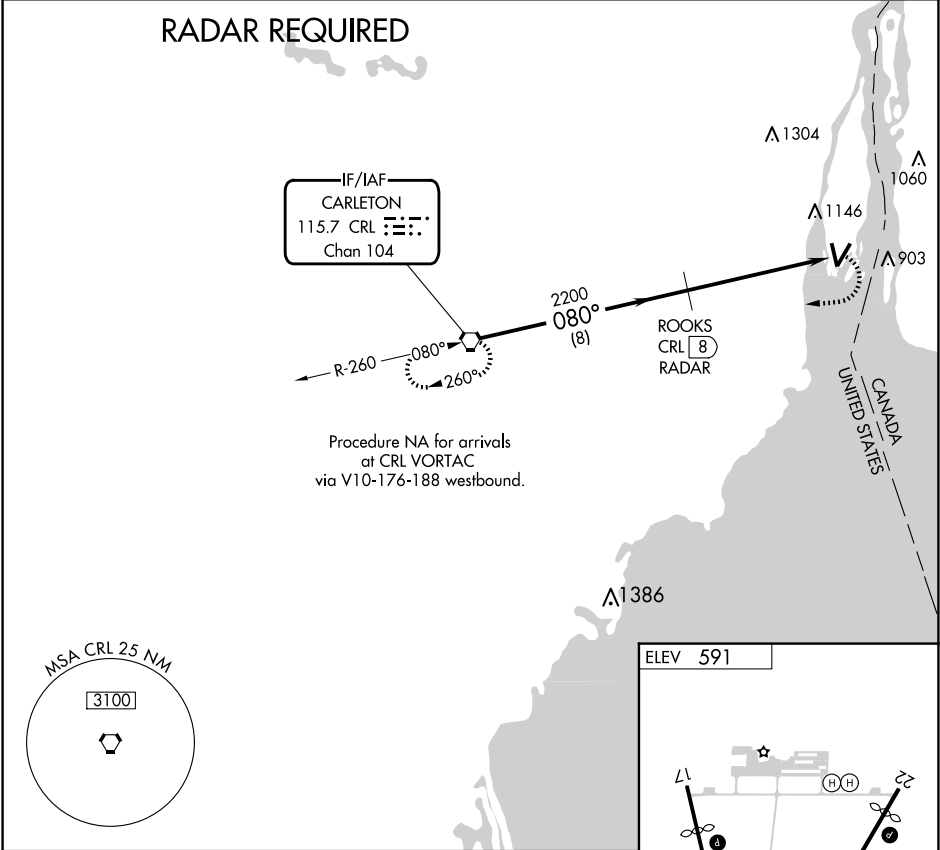 RADAR REQUIRED
1304
1060
IF/IAF
CARLETON
115.7 CRL
Chan 104
1146
903
2200
080°
(8)
ROOKS
CRL 8
RADAR
R-260
080°
260°
CANADA
UNITED STATES
Procedure NA for arrivals
at CRL VORTAC
via V10-176-188 westbound.
1386
MSA CRL 25 NM
3100
ELEV 591
17
22
H H
P
P